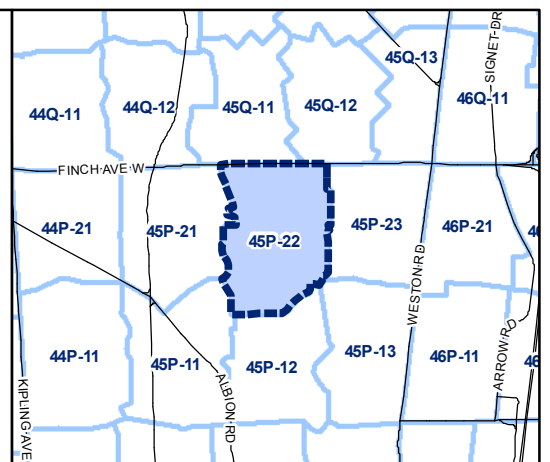 SIGNET DR
45Q-13
44Q-11
44Q-12
45Q-11
45Q-12
46Q-11
FINCH AVE W
44P-21
45P-21
45P-22
45P-23
46P-21
WESTON RD
44P-11
45P-11
45P-12
45P-13
46P-11
ARROW RD
KIPLING AVE
ALBION RD